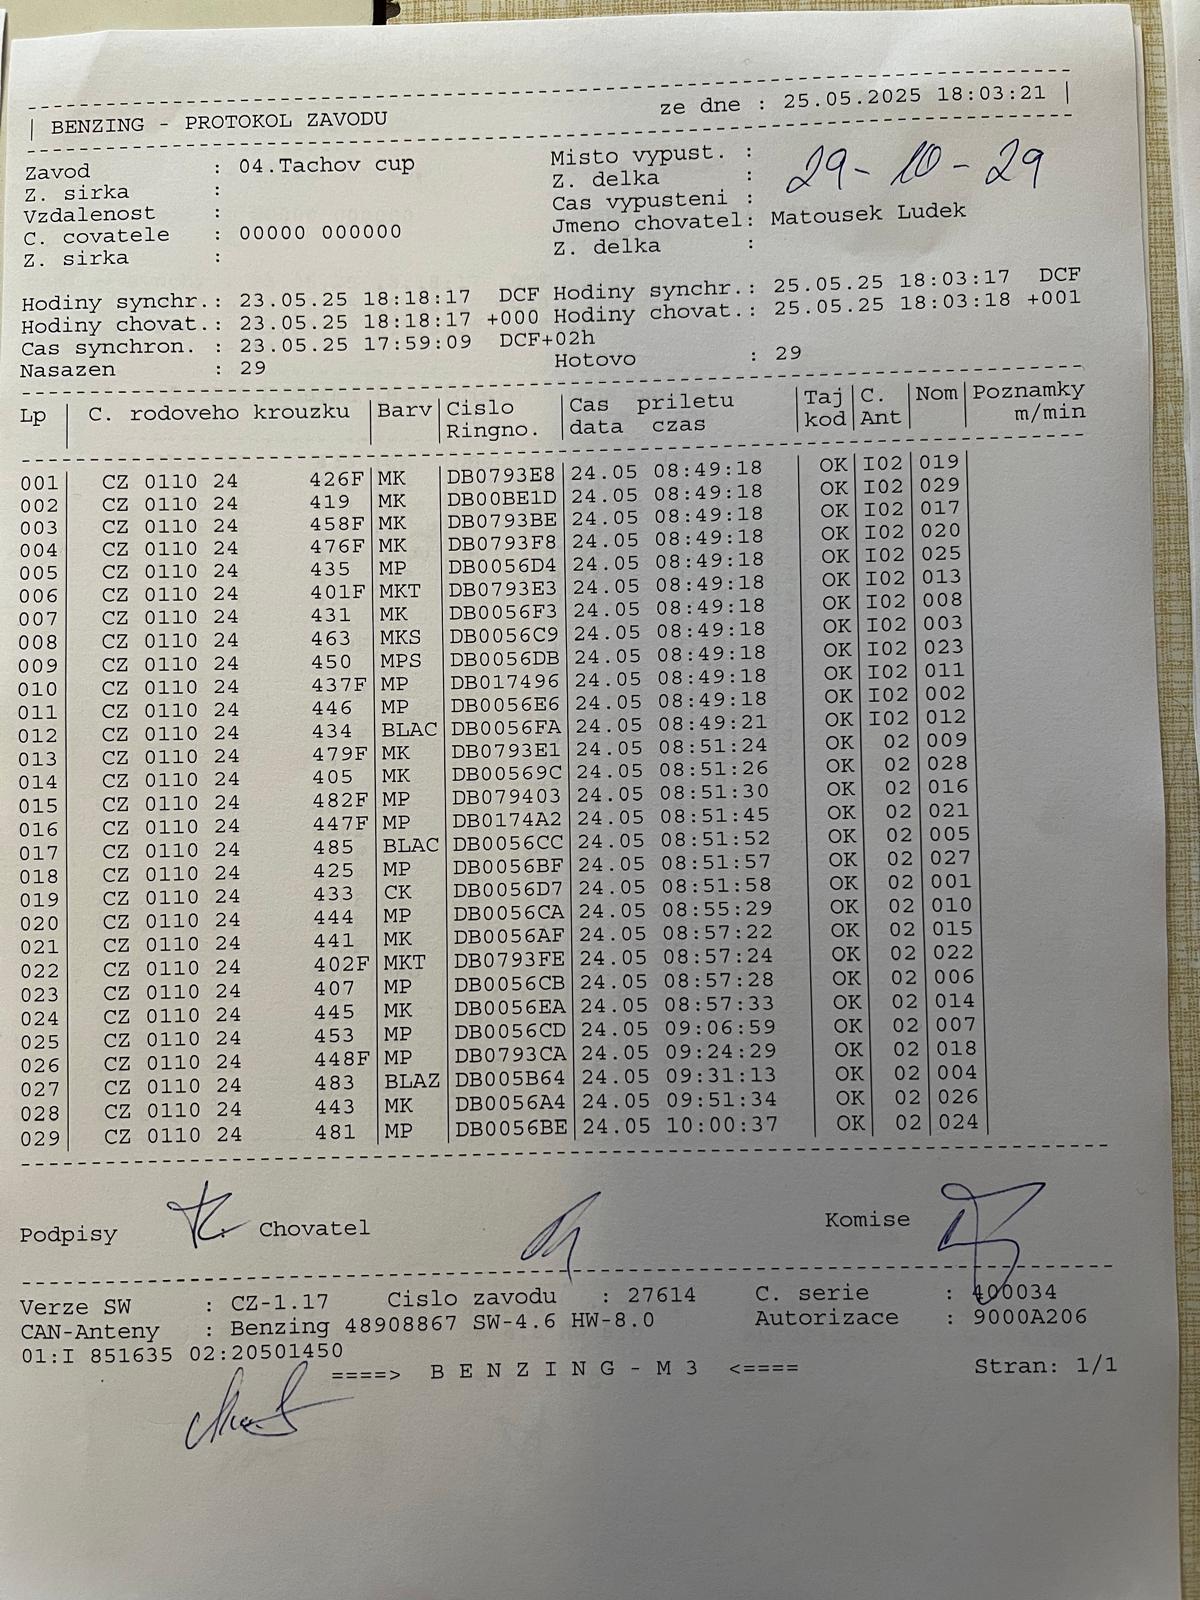 | BENZING - PROTOKOL ZAVODU ze dne : 25.05.2025 18:03:21 |
Zavod : 04.Tachov cup Misto vypust. :
Z. sirka : Z. delka :
Vzdalenost : Cas vypusteni :
C. covatele : 00000 000000 Jmeno chovatel: Matousek Ludek
Z. sirka : Z. delka :
29-10-29
Hodiny synchr.: 23.05.25 18:18:17 DCF Hodiny synchr.: 25.05.25 18:03:17 DCF
Hodiny chovat.: 23.05.25 18:18:17 +000 Hodiny chovat.: 25.05.25 18:03:18 +001
Cas synchron. : 23.05.25 17:59:09 DCF+02h
Nasazen : 29 Hotovo : 29
Lp | C. rodoveho krouzku | Barv | Cislo | Cas priletu | Taj | C. | Nom | Poznamky
Ringno. | data czas | kod | Ant | m/min
001 | CZ 0110 24 426F | MK | DB0793E8 | 24.05 08:49:18 | OK | I02 | 019 |
002 | CZ 0110 24 419 | MK | DB00BE1D | 24.05 08:49:18 | OK | I02 | 029 |
003 | CZ 0110 24 458F | MK | DB0793BE | 24.05 08:49:18 | OK | I02 | 017 |
004 | CZ 0110 24 476F | MK | DB0793F8 | 24.05 08:49:18 | OK | I02 | 020 |
005 | CZ 0110 24 435 | MP | DB0056D4 | 24.05 08:49:18 | OK | I02 | 025 |
006 | CZ 0110 24 401F | MKT | DB0793E3 | 24.05 08:49:18 | OK | I02 | 013 |
007 | CZ 0110 24 431 | MK | DB0056F3 | 24.05 08:49:18 | OK | I02 | 008 |
008 | CZ 0110 24 463 | MKS | DB0056C9 | 24.05 08:49:18 | OK | I02 | 003 |
009 | CZ 0110 24 450 | MPS | DB0056DB | 24.05 08:49:18 | OK | I02 | 023 |
010 | CZ 0110 24 437F | MP | DB017496 | 24.05 08:49:18 | OK | I02 | 011 |
011 | CZ 0110 24 446 | MP | DB0056E6 | 24.05 08:49:18 | OK | I02 | 002 |
012 | CZ 0110 24 434 | BLAC | DB0056FA | 24.05 08:49:21 | OK | I02 | 012 |
013 | CZ 0110 24 479F | MK | DB0793E1 | 24.05 08:51:24 | OK | 02 | 009 |
014 | CZ 0110 24 405 | MK | DB00569C | 24.05 08:51:26 | OK | 02 | 028 |
015 | CZ 0110 24 482F | MP | DB079403 | 24.05 08:51:30 | OK | 02 | 016 |
016 | CZ 0110 24 447F | MP | DB0174A2 | 24.05 08:51:45 | OK | 02 | 021 |
017 | CZ 0110 24 485 | BLAC | DB0056CC | 24.05 08:51:52 | OK | 02 | 005 |
018 | CZ 0110 24 425 | MP | DB0056BF | 24.05 08:51:57 | OK | 02 | 027 |
019 | CZ 0110 24 433 | CK | DB0056D7 | 24.05 08:51:58 | OK | 02 | 001 |
020 | CZ 0110 24 444 | MP | DB0056CA | 24.05 08:55:29 | OK | 02 | 010 |
021 | CZ 0110 24 441 | MK | DB0056AF | 24.05 08:57:22 | OK | 02 | 015 |
022 | CZ 0110 24 402F | MKT | DB0793FE | 24.05 08:57:24 | OK | 02 | 022 |
023 | CZ 0110 24 407 | MP | DB0056CB | 24.05 08:57:28 | OK | 02 | 006 |
024 | CZ 0110 24 445 | MK | DB0056EA | 24.05 08:57:33 | OK | 02 | 014 |
025 | CZ 0110 24 453 | MP | DB0056CD | 24.05 09:06:59 | OK | 02 | 007 |
026 | CZ 0110 24 448F | MP | DB0793CA | 24.05 09:24:29 | OK | 02 | 018 |
027 | CZ 0110 24 483 | BLAZ | DB005B64 | 24.05 09:31:13 | OK | 02 | 004 |
028 | CZ 0110 24 443 | MK | DB0056A4 | 24.05 09:51:34 | OK | 02 | 026 |
029 | CZ 0110 24 481 | MP | DB0056BE | 24.05 10:00:37 | OK | 02 | 024 |
Podpisy Chovatel Komise
Verze SW : CZ-1.17 Cislo zavodu : 27614 C. serie : 400034
CAN-Anteny : Benzing 48908867 SW-4.6 HW-8.0 Autorizace : 9000A206
01:I 851635 02:20501450
====> B E N Z I N G - M 3 <==== Stran: 1/1